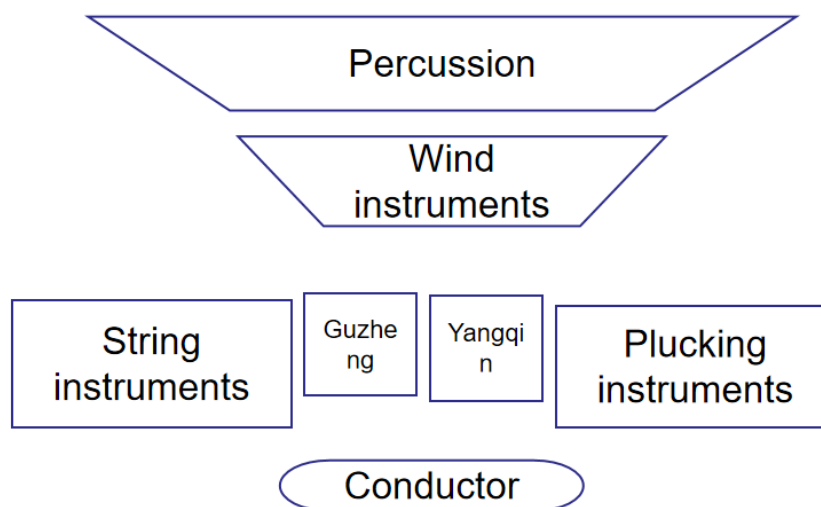 Percussion
Wind
instruments
String
instruments
Guzhe
ng
Yangqi
n
Plucking
instruments
Conductor